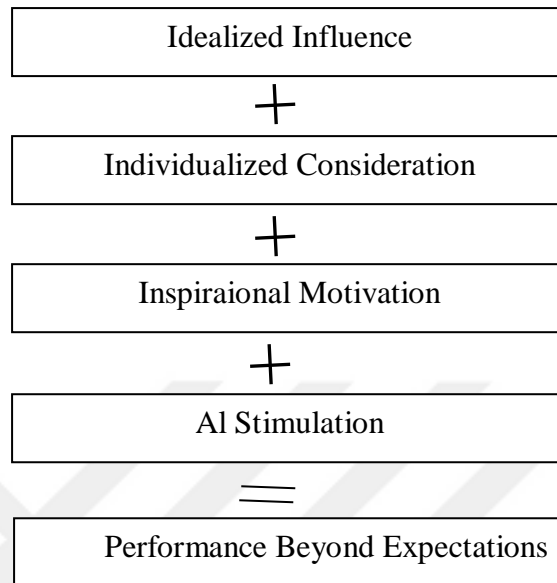 Idealized Influence
+
Individualized Consideration
+
Inspiraional Motivation
+
Al Stimulation
=
Performance Beyond Expectations